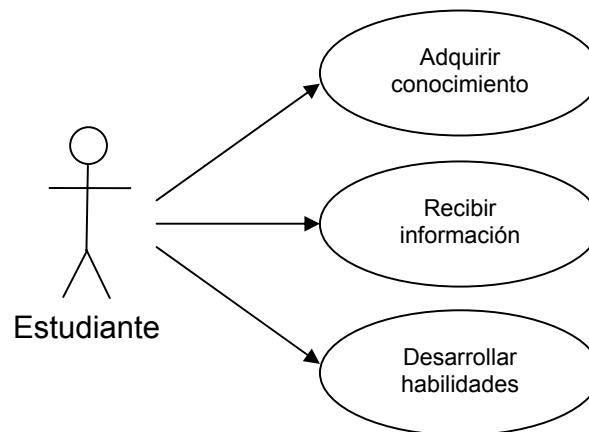 Adquirir
conocimiento
Recibir
información
Estudiante
Desarrollar
habilidades